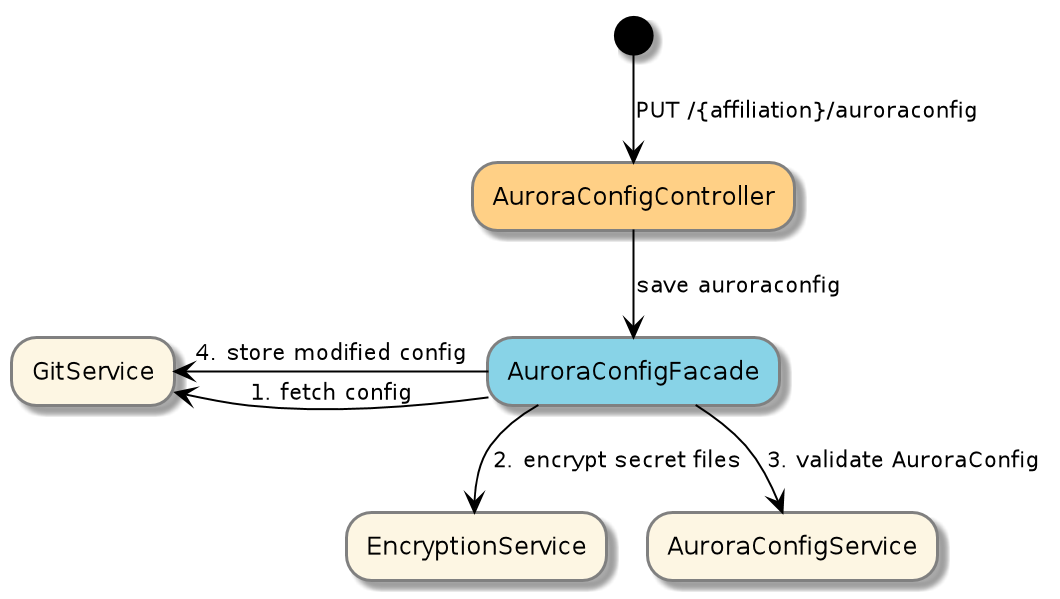 PUT /{affiliation}/auroraconfig
AuroraConfigController
save auroraconfig
4. store modified config
GitService
AuroraConfigFacade
1. fetch config
2. encrypt secret files
3. validate AuroraConfig
EncryptionService
AuroraConfigService